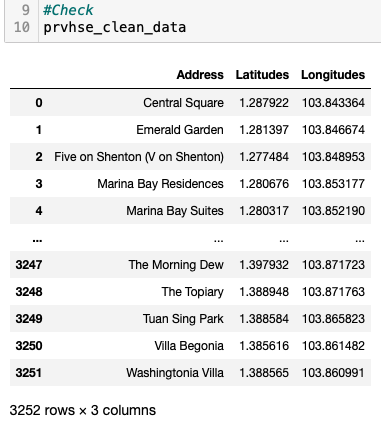 9 #Check
10 prvhse_clean_data
Address Latitudes Longitudes
0 Central Square 1.287922 103.843364
1 Emerald Garden 1.281397 103.846674
2 Five on Shenton (V on Shenton) 1.277484 103.848953
3 Marina Bay Residences 1.280676 103.853177
4 Marina Bay Suites 1.280317 103.852190
... ... ... ...
3247 The Morning Dew 1.397932 103.871723
3248 The Topiary 1.388948 103.871763
3249 Tuan Sing Park 1.388584 103.865823
3250 Villa Begonia 1.385616 103.861482
3251 Washingtonia Villa 1.388565 103.860991
3252 rows × 3 columns